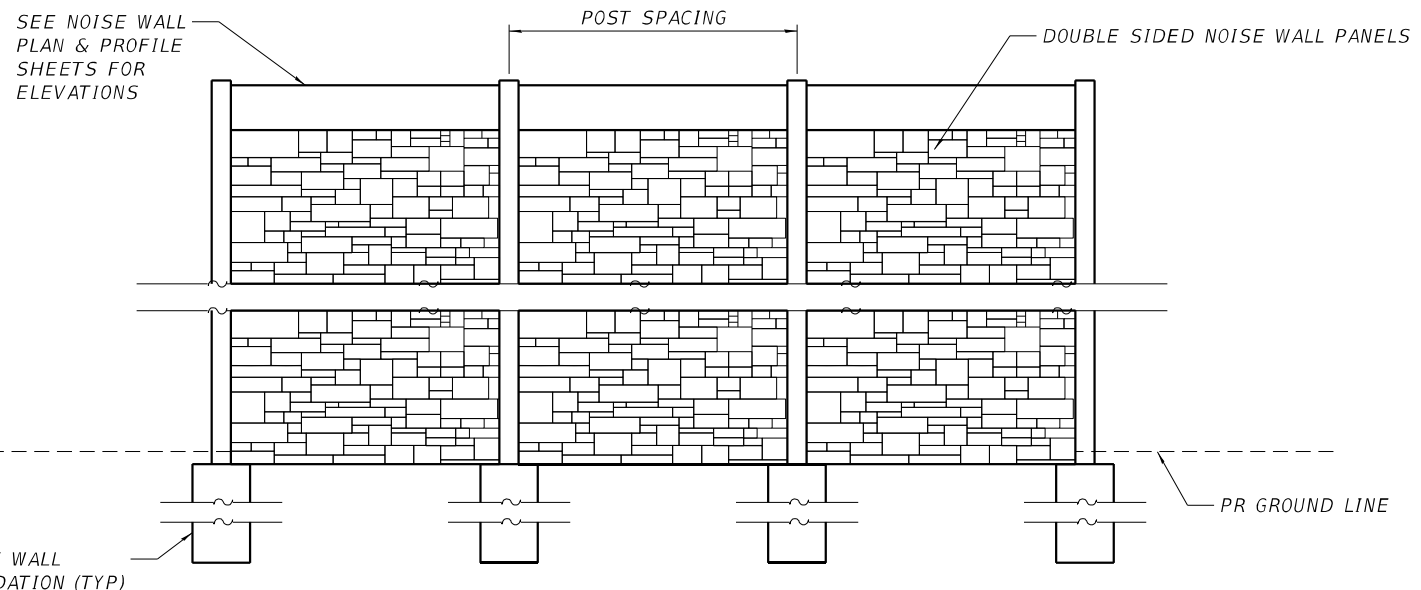 SEE NOISE WALL
PLAN & PROFILE
SHEETS FOR
ELEVATIONS
POST SPACING
DOUBLE SIDED NOISE WALL PANELS
PR GROUND LINE
WALL
(TYP)